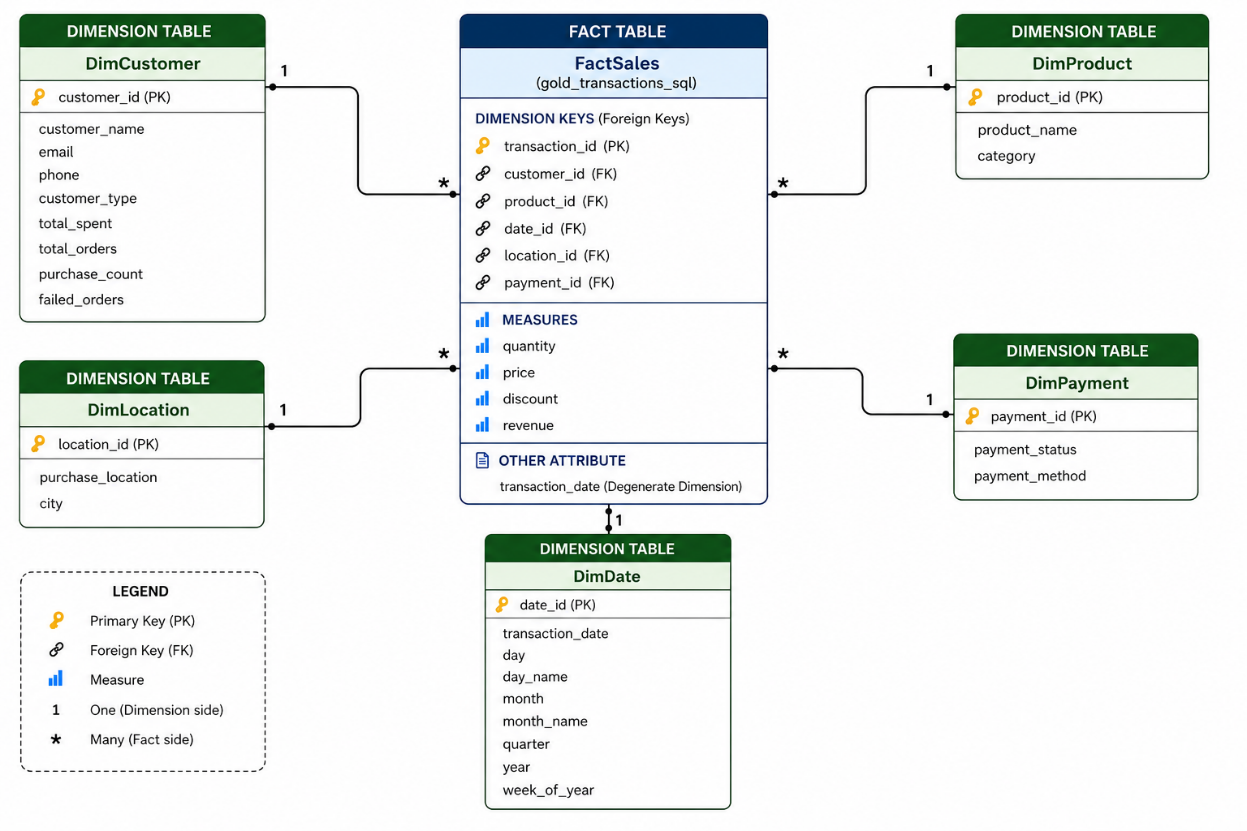 DIMENSION TABLE
DimCustomer
customer_id (PK)
customer_name
email
phone
customer_type
total_spent
total_orders
purchase_count
failed_orders
1
*
FACT TABLE
FactSales
(gold_transactions_sql)
DIMENSION KEYS (Foreign Keys)
transaction_id (PK)
customer_id (FK)
product_id (FK)
date_id (FK)
location_id (FK)
payment_id (FK)
MEASURES
quantity
price
discount
revenue
OTHER ATTRIBUTE
transaction_date (Degenerate Dimension)
1
*
DIMENSION TABLE
DimProduct
product_id (PK)
product_name
category
DIMENSION TABLE
DimLocation
location_id (PK)
purchase_location
city
1
*
*
1
DIMENSION TABLE
DimPayment
payment_id (PK)
payment_status
payment_method
1
DIMENSION TABLE
DimDate
date_id (PK)
transaction_date
day
day_name
month
month_name
quarter
year
week_of_year
LEGEND
Primary Key (PK)
Foreign Key (FK)
Measure
1 One (Dimension side)
* Many (Fact side)